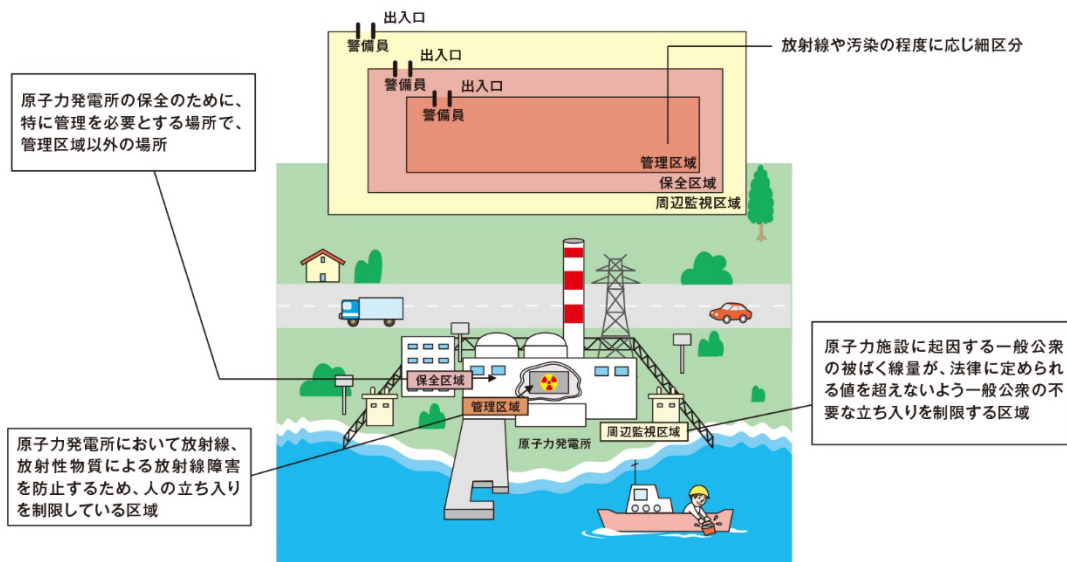 出入口
警備員
出入口
警備員
出入口
警備員
管理区域
保全区域
周辺監視区域
放射線や汚染の程度に応じ細区分
原子力発電所の保全のために、
特に管理を必要とする場所で、
管理区域以外の場所
保全区域
管理区域
周辺監視区域
原子力発電所
原子力施設に起因する一般公衆
の被ばく線量が、法律に定められ
る値を超えないよう一般公衆の不
要な立ち入りを制限する区域
原子力発電所において放射線、
放射性物質による放射線障害
を防止するため、人の立ち入り
を制限している区域